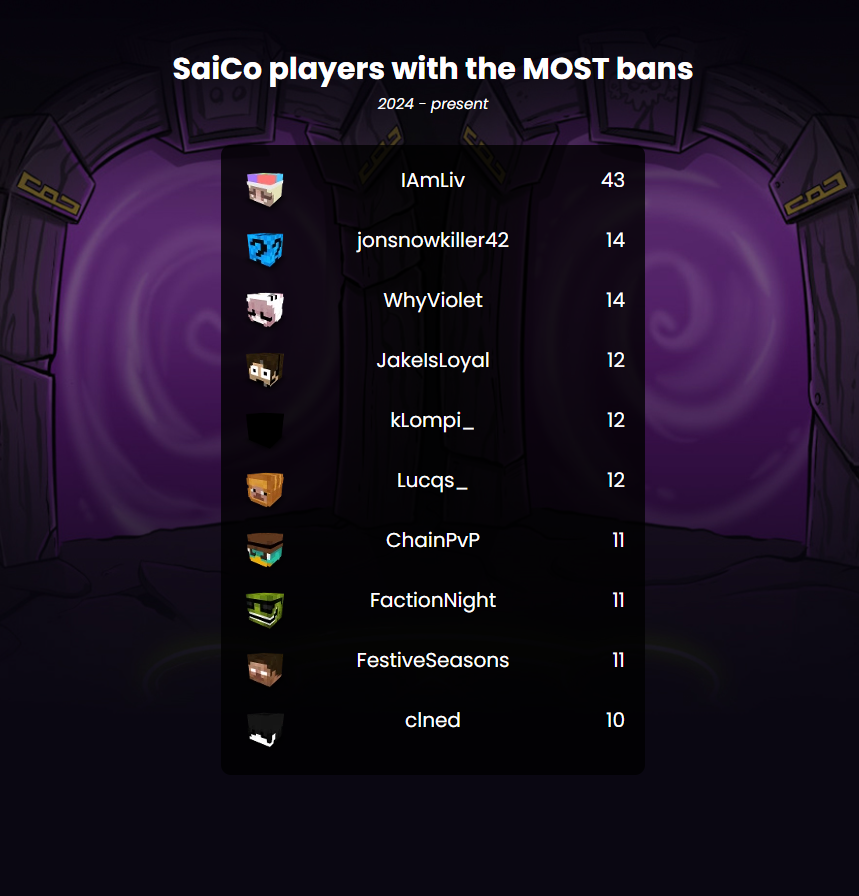 SaiCo players with the MOST bans
2024 - present
IAmLiv 43
jonsnowkiller42 14
WhyViolet 14
JakeIsLoyal 12
kLompi_ 12
Lucqs_ 12
ChainPvP 11
FactionNight 11
FestiveSeasons 11
clned 10